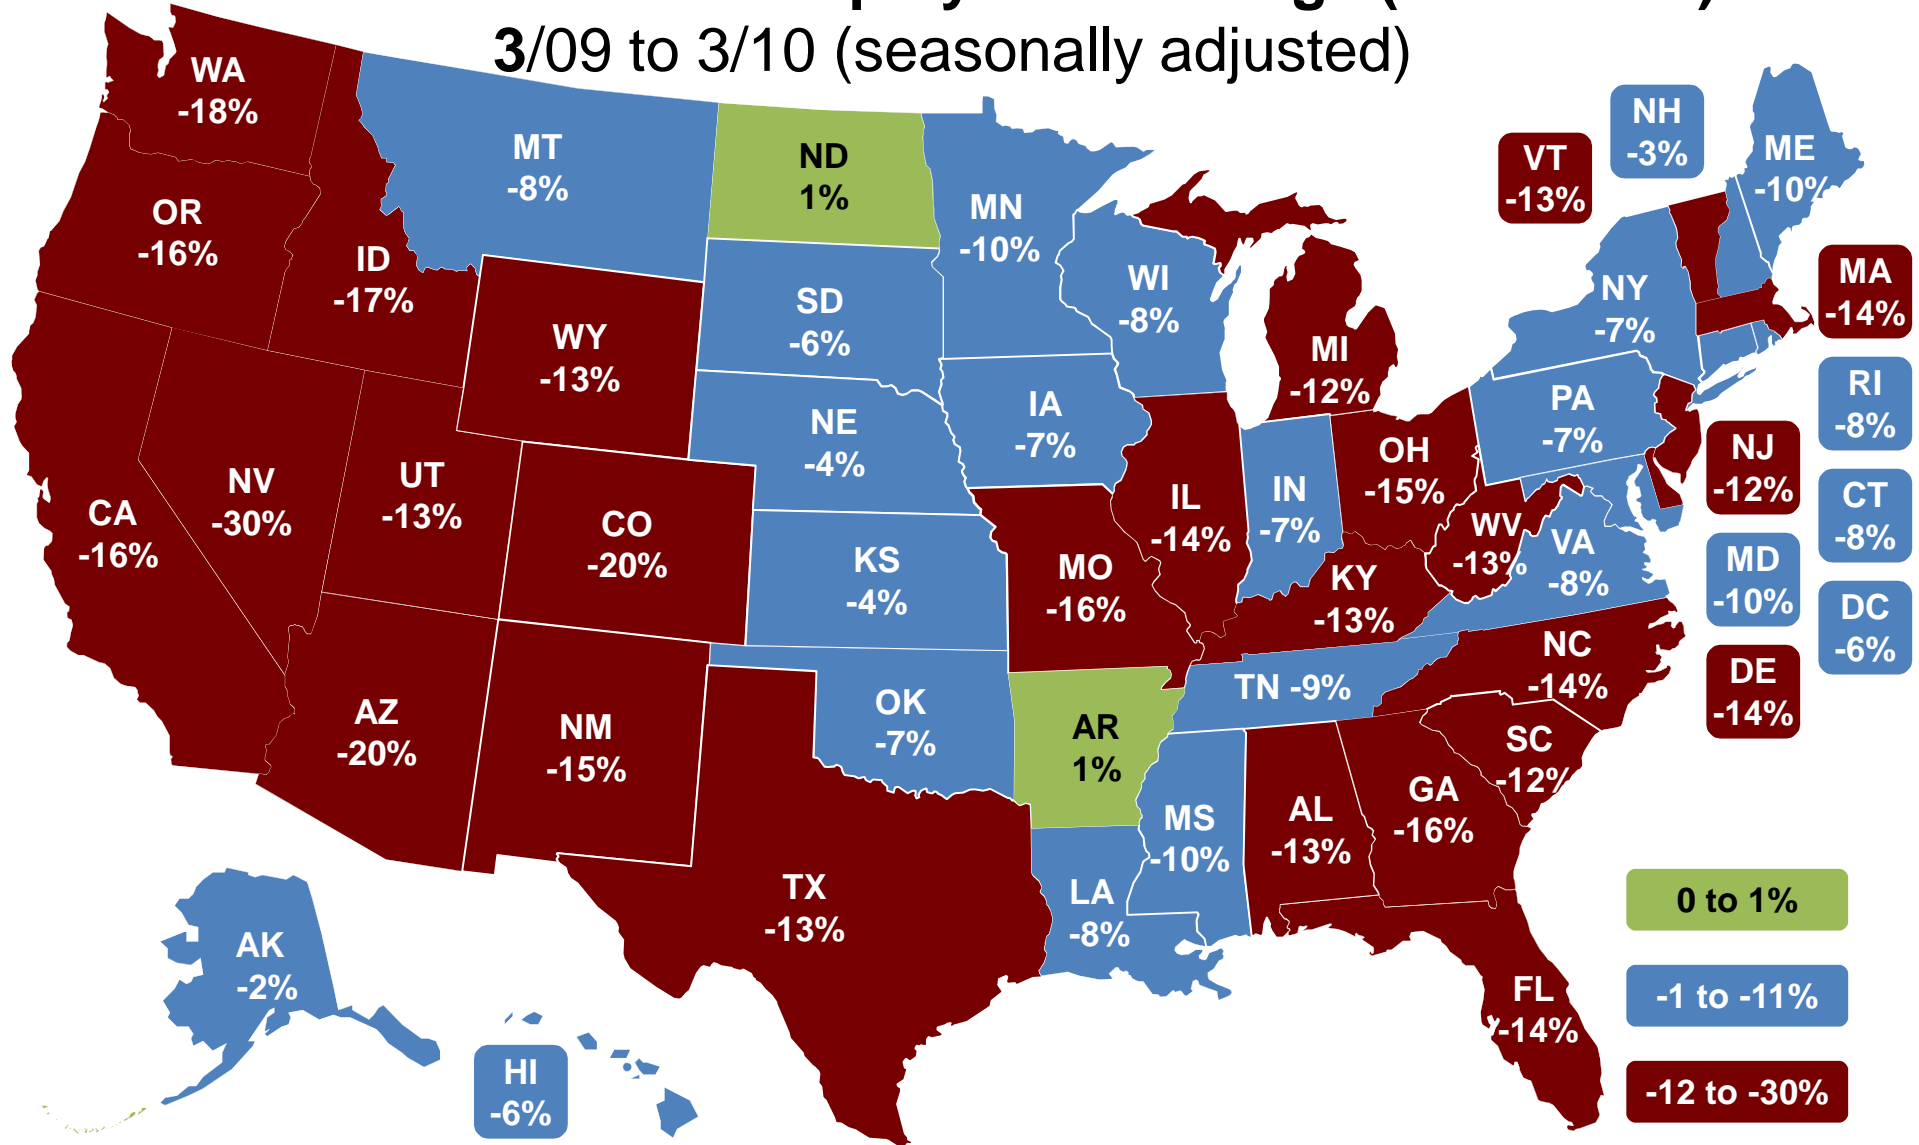 3/09 to 3/10 (seasonally adjusted)
WA
-18%
OR
-16%
CA
-16%
ID
-17%
NV
-30%
UT
-13%
AZ
-20%
MT
-8%
WY
-13%
CO
-20%
NM
-15%
ND
1%
SD
-6%
NE
-4%
KS
-4%
OK
-7%
TX
-13%
MN
-10%
IA
-7%
MO
-16%
AR
1%
LA
-8%
WI
-8%
IL
-14%
MI
-12%
IN
-7%
OH
-15%
KY
-13%
TN -9%
MS
-10%
AL
-13%
GA
-16%
FL
-14%
SC
-12%
NC
-14%
WV
-13%
VA
-8%
PA
-7%
NY
-7%
VT
-13%
NH
-3%
ME
-10%
MA
-14%
RI
-8%
NJ
-12%
CT
-8%
MD
-10%
DC
-6%
DE
-14%
AK
-2%
HI
-6%
0 to 1%
-1 to -11%
-12 to -30%